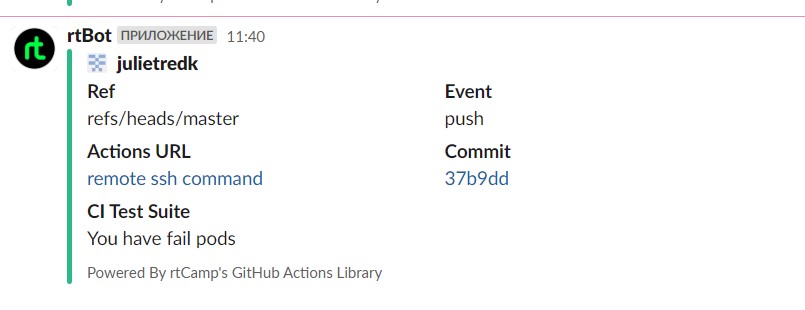 rtBot ПРИЛОЖЕНИЕ 11:40
julietredk
Ref
Event
refs/heads/master
push
Actions URL
Commit
remote ssh command
37b9dd
CI Test Suite
You have fail pods
Powered By rtCamp's GitHub Actions Library